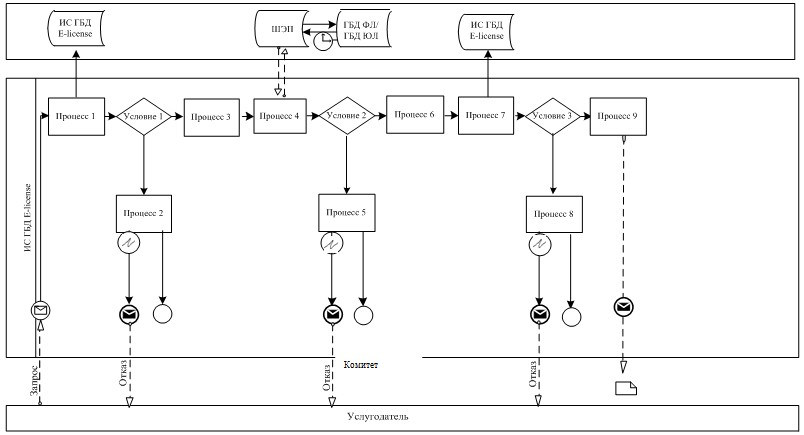 ИС ГБД
E-license
ШЭП
ГБД ФЛ/
ГБД ЮЛ
ИС ГБД
E-license
ИС ГБД E-license
Процесс 1
Условие 1
Процесс 3
Процесс 4
Условие 2
Процесс 6
Процесс 7
Условие 3
Процесс 9
Процесс 2
Процесс 5
Процесс 8
Комитет
Запрос
Отказ
Отказ
Отказ
Услугодатель